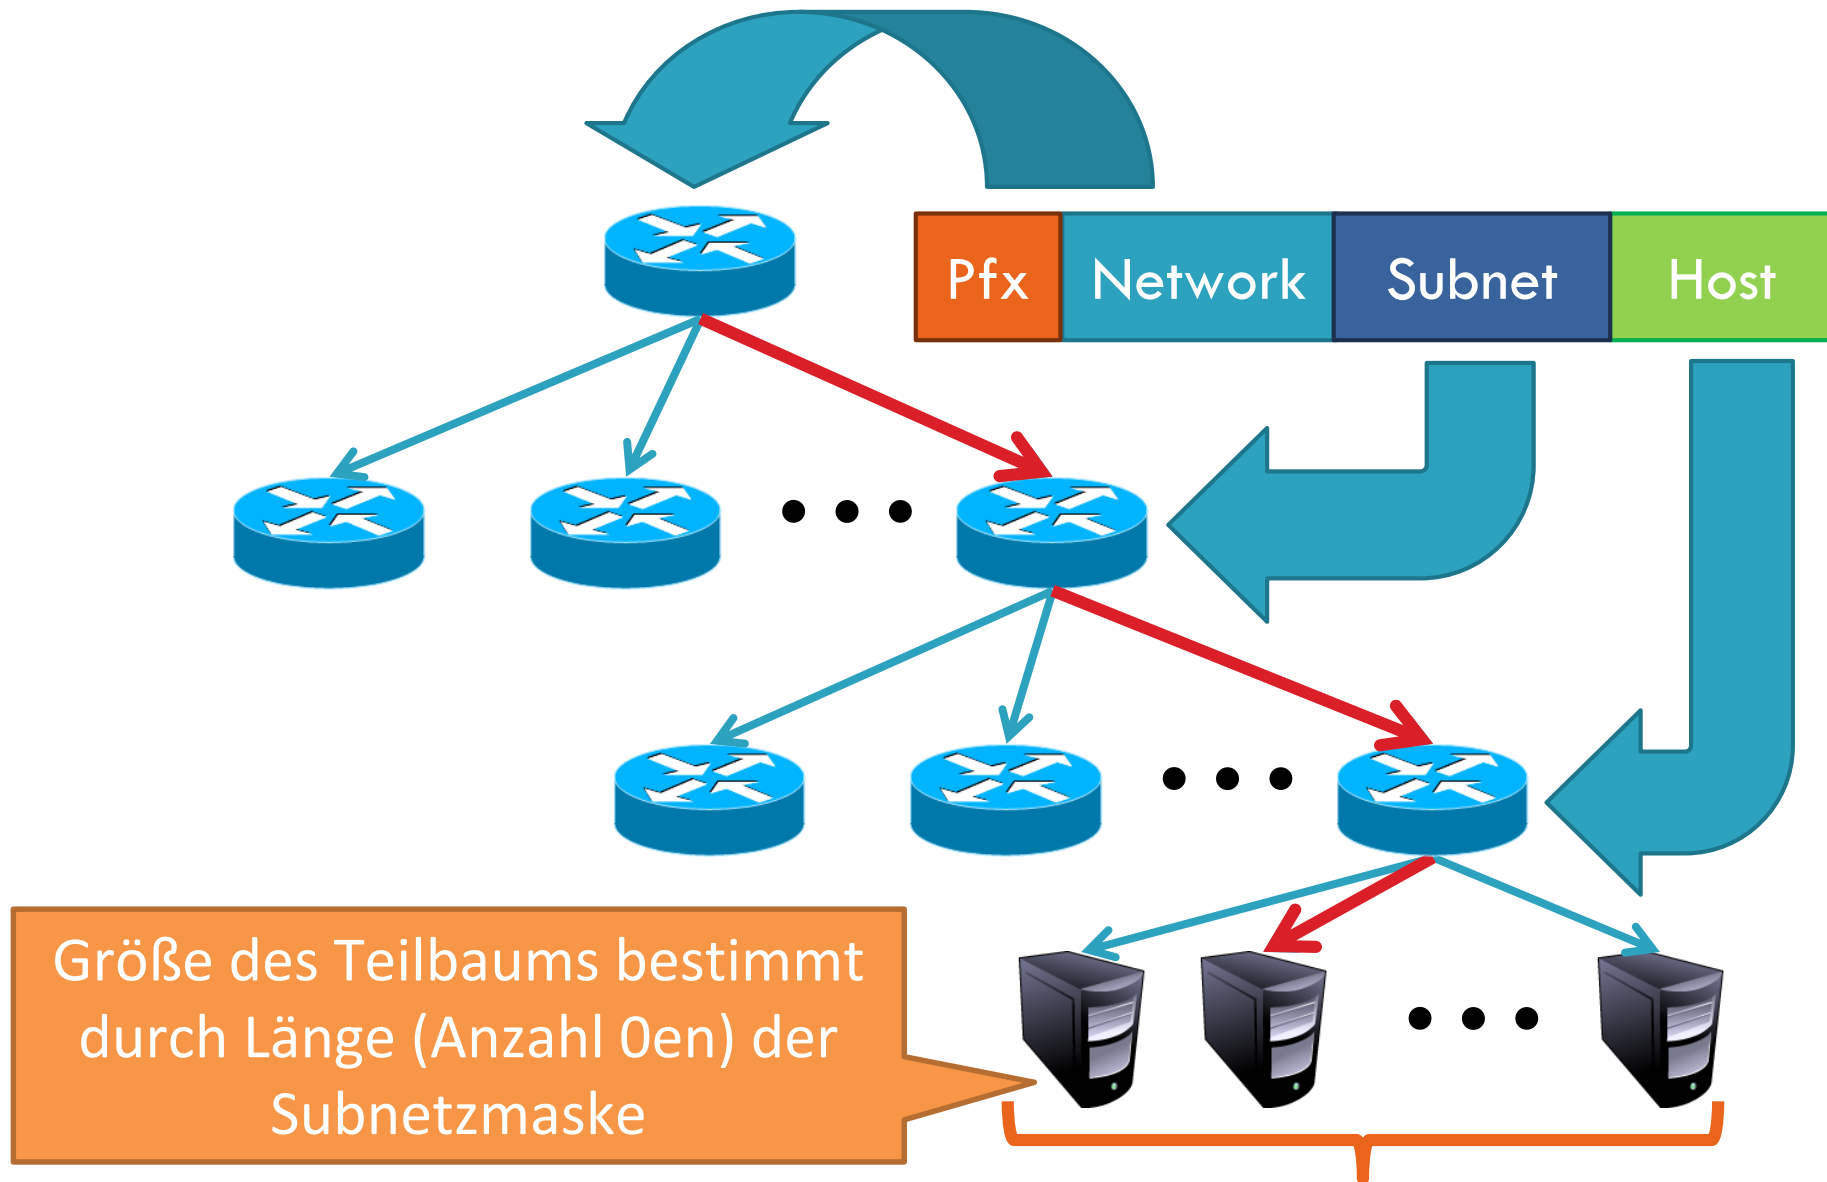 Pfx Network Subnet Host
Größe des Teilbaums bestimmt
durch Länge (Anzahl 0en) der
Subnetzmaske